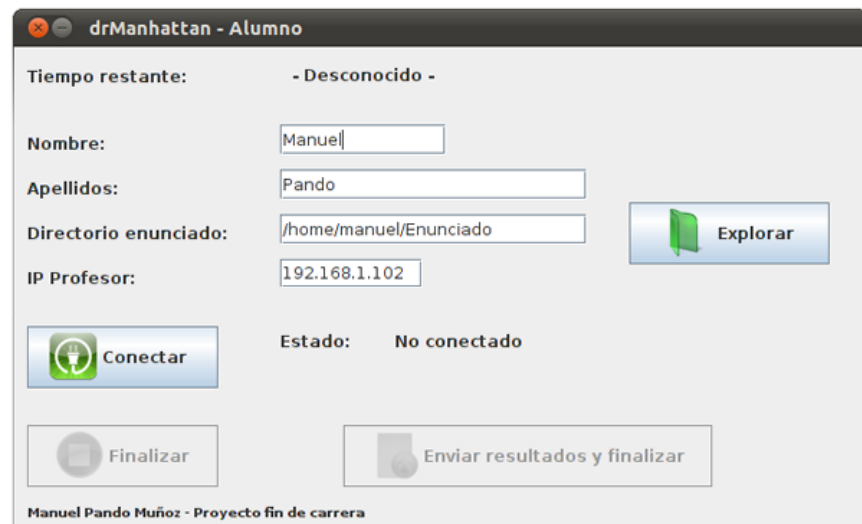 drManhattan - Alumno
Tiempo restante: - Desconocido -
Nombre: Manuel
Apellidos: Pando
Directorio enunciado: /home/manuel/Enunciado
Explorar
IP Profesor: 192.168.1.102
Conectar
Estado: No conectado
Finalizar
Enviar resultados y finalizar
Manuel Pando Muñoz - Proyecto fin de carrera